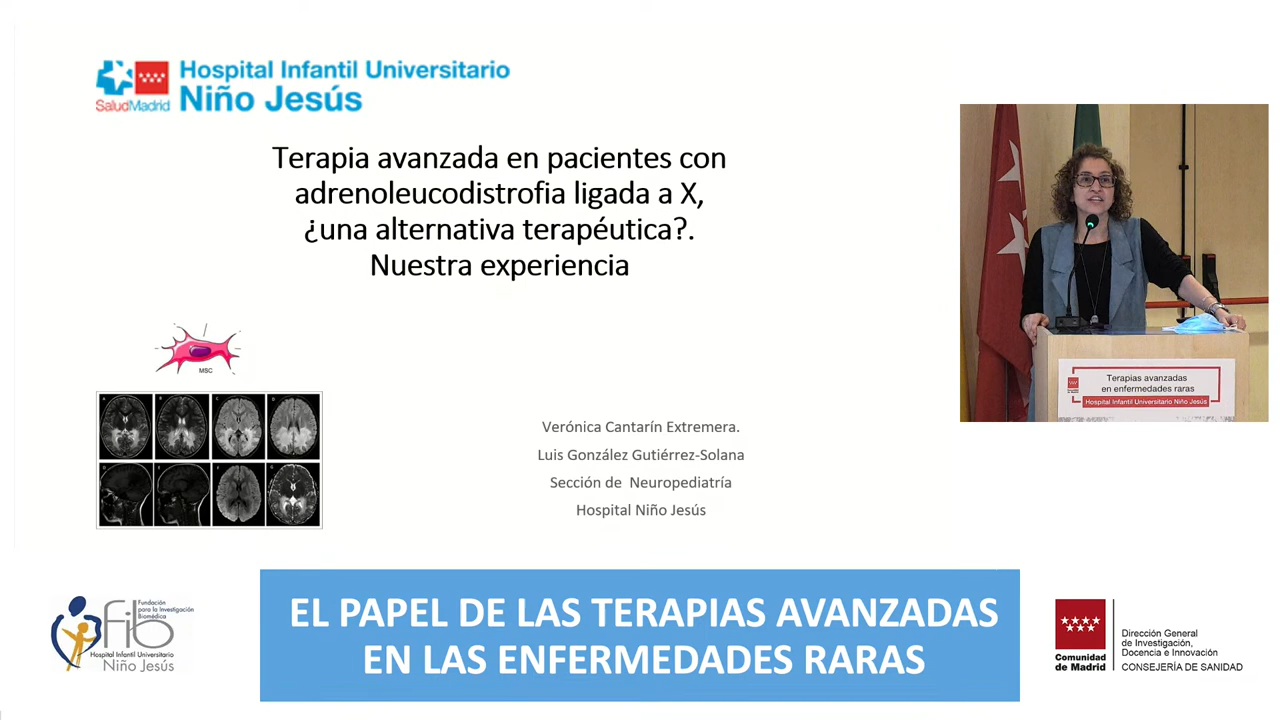 Hospital Infantil Universitario
Niño Jesús
SaludMadrid
Terapia avanzada en pacientes con
adrenoleucodistrofia ligada a X,
¿una alternativa terapéutica?.
Nuestra experiencia
MSC
Verónica Cantarín Extremera.
Luis González Gutiérrez-Solana
Sección de Neuropediatría
Hospital Niño Jesús
Terapias avanzadas
en enfermedades raras
Hospital Infantil Universitario Niño Jesús
fib
Fundación
para la Investigación
Biomédica
Hospital Infantil Universitario
Niño Jesús
EL PAPEL DE LAS TERAPIAS AVANZADAS
EN LAS ENFERMEDADES RARAS
Comunidad
de Madrid
Dirección General
de Investigación,
Docencia e Innovación
CONSEJERÍA DE SANIDAD